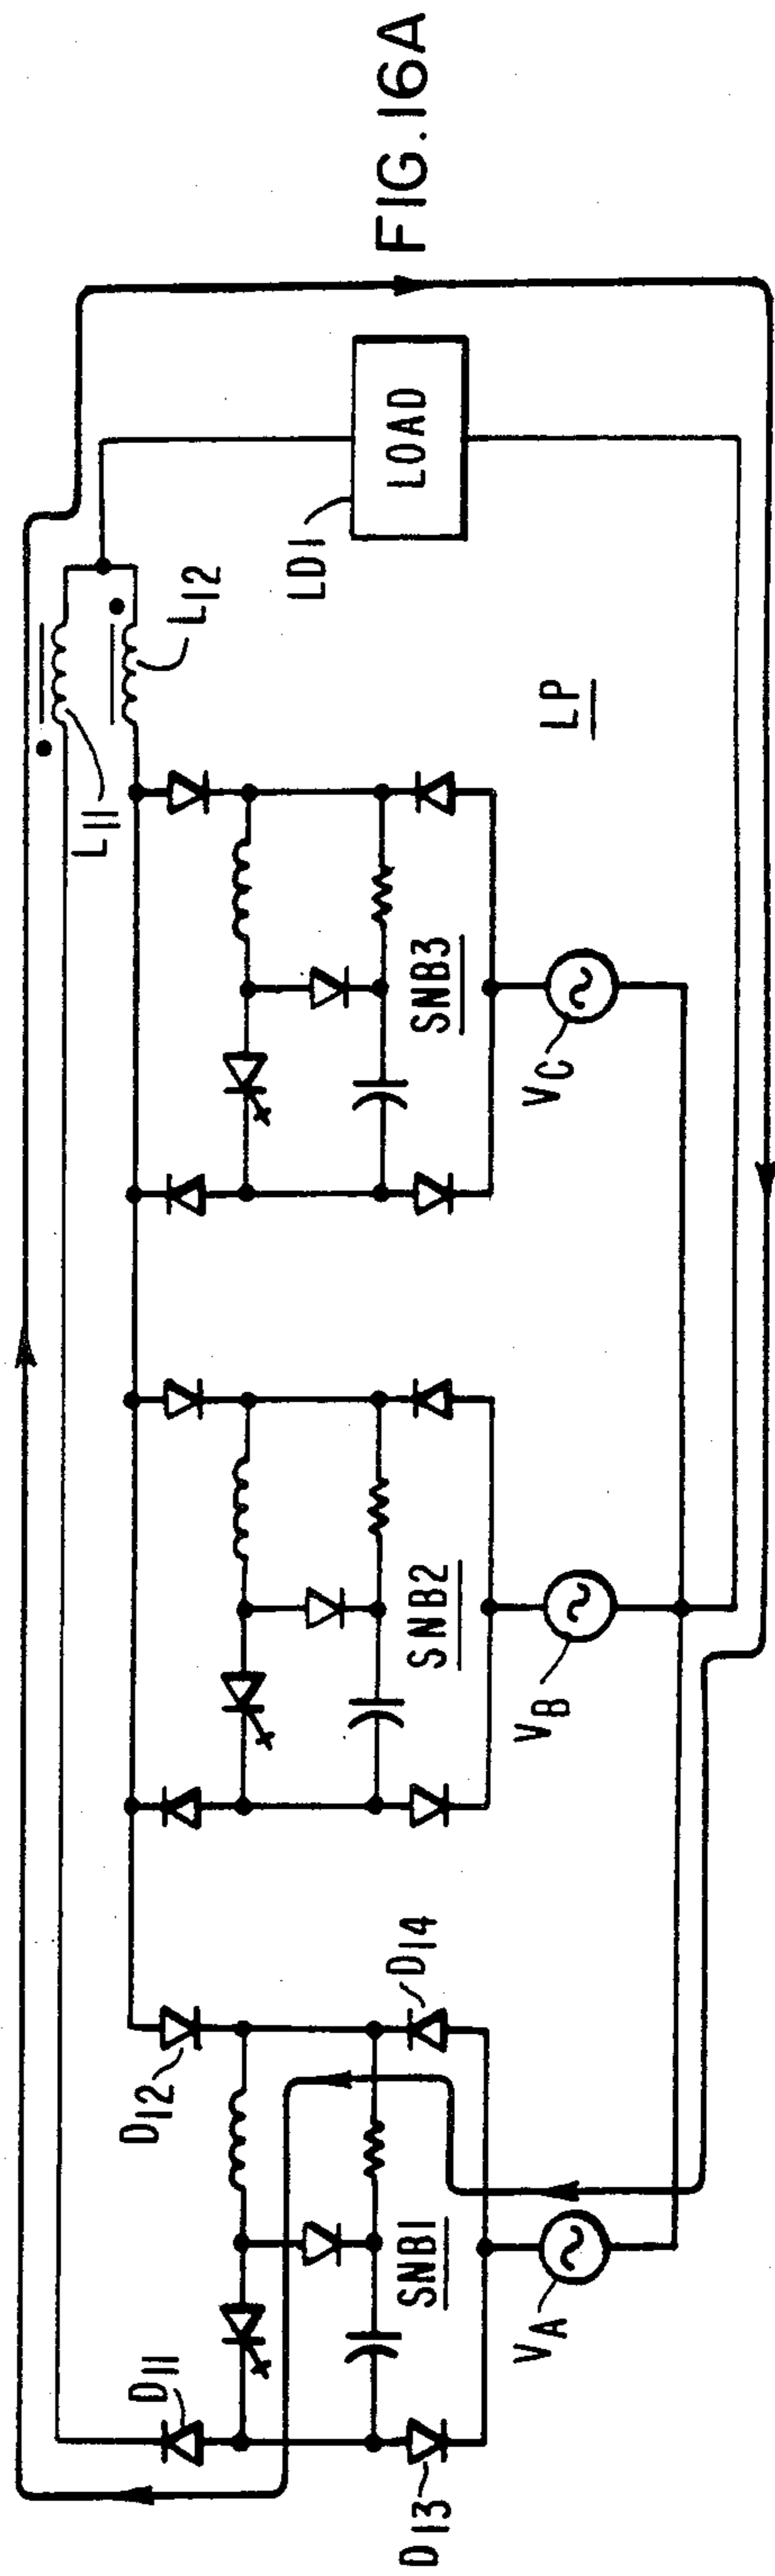 FIG. 16A
L11
L12
LD1
LOAD
D11
D12
LP
SNB1
SNB2
SNB3
D13
D14
VA
VB
VC